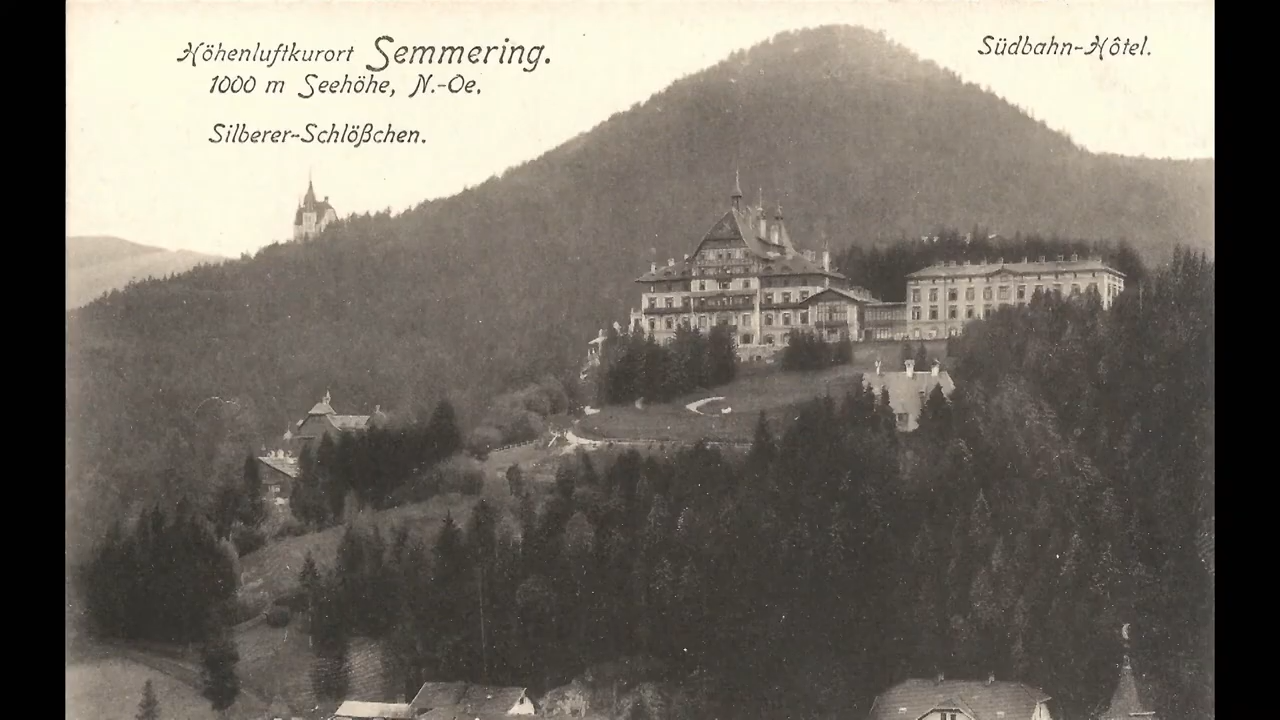 Höhenluftkurort Semmering.
1000 m Seehöhe, N.-Oe.
Silberer-Schlößchen.
Südbahn-Hôtel.